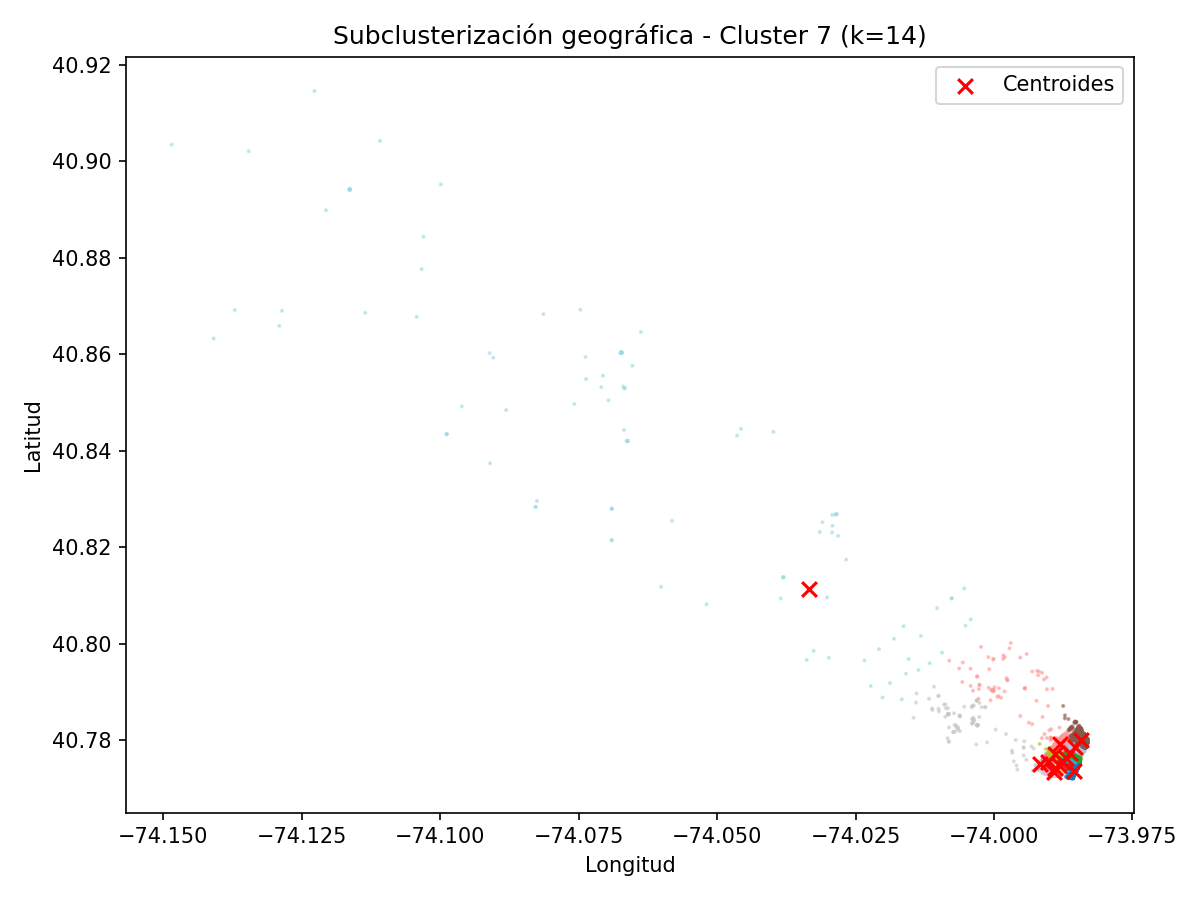 Subclusterización geográfica - Cluster 7 (k=14)
Centroides
40.92
40.90
40.88
40.86
40.84
40.82
40.80
40.78
Latitud
−74.150 −74.125 −74.100 −74.075 −74.050 −74.025 −74.000 −73.975
Longitud